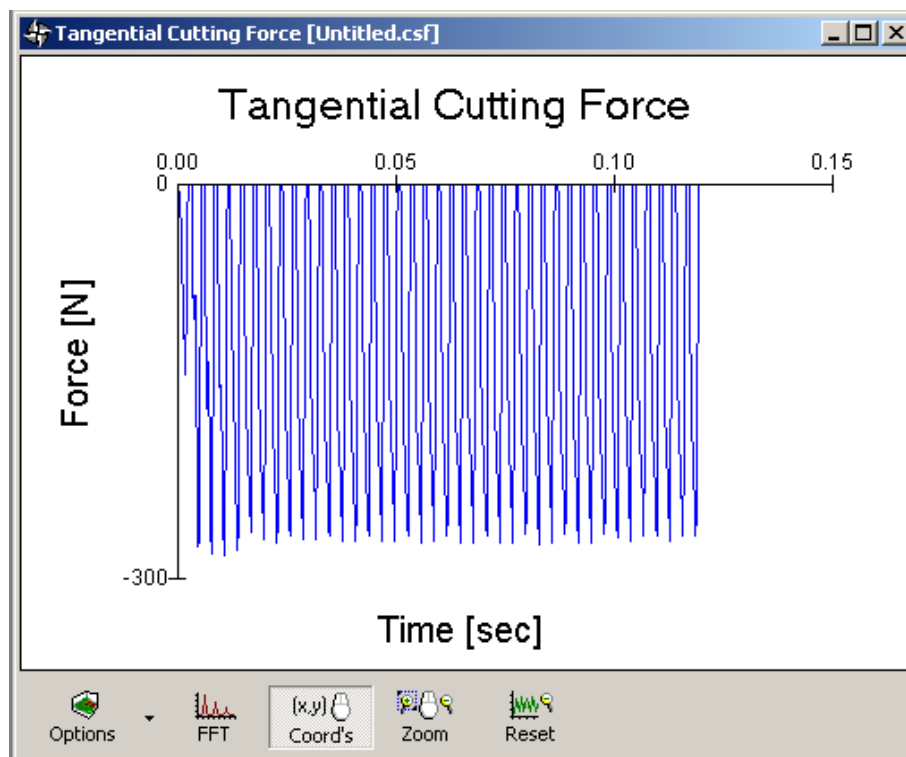 Tangential Cutting Force [Untitled.csf]
Tangential Cutting Force
0.00 0.05 0.10 0.15
0
Force [N]
-300
Time [sec]
(x,y)
Options FFT Coord's Zoom Reset